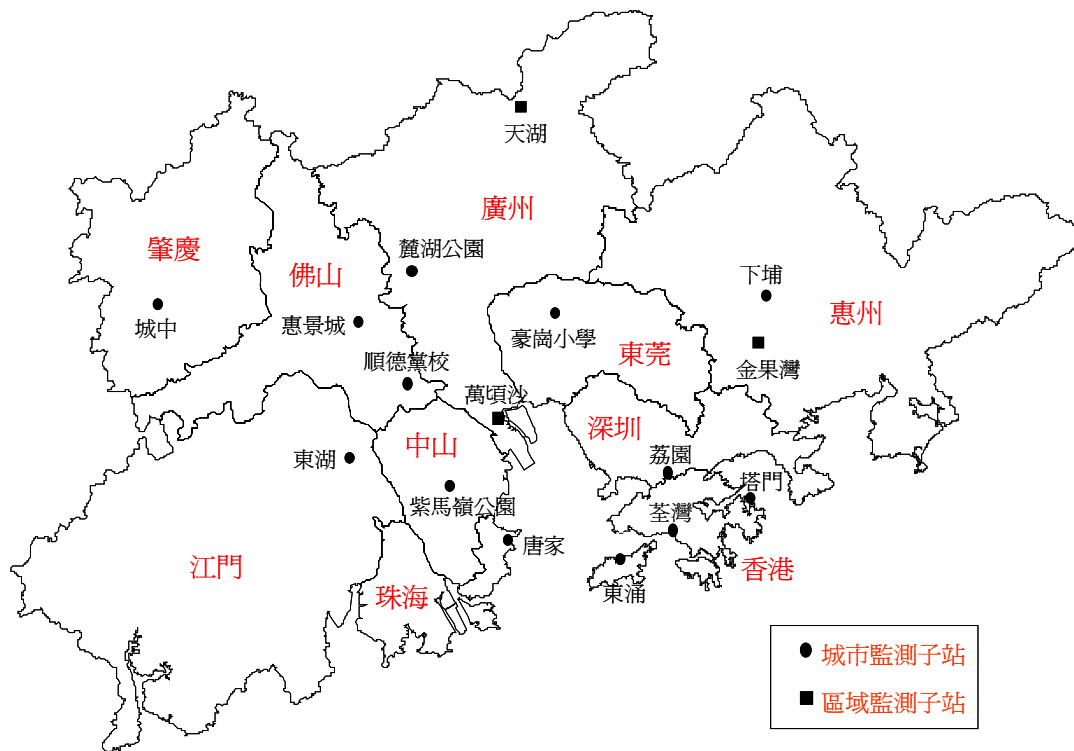 天湖
廣州
肇慶
麓湖公園
佛山
下埔
城中
惠景城
惠州
豪崗小學
東莞
金果灣
順德黨校
萬頃沙
深圳
中山
東湖
荔園
塔門
紫馬嶺公園
荃灣
唐家
江門
香港
珠海
東涌
城市監測子站
區域監測子站